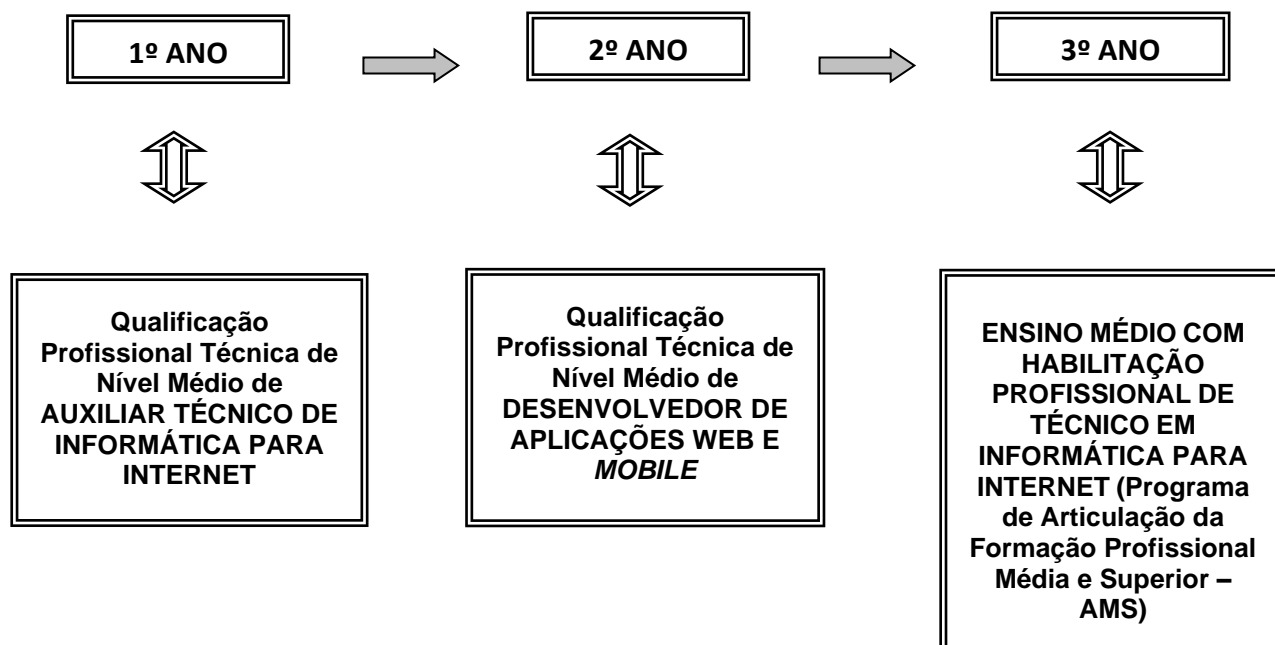 1º ANO
2º ANO
3º ANO
Qualificação
Profissional Técnica de
Nível Médio de
AUXILIAR TÉCNICO DE
INFORMÁTICA PARA
INTERNET
Qualificação
Profissional Técnica de
Nível Médio de
DESENVOLVEDOR DE
APLICAÇÕES WEB E
MOBILE
ENSINO MÉDIO COM
HABILITAÇÃO
PROFISSIONAL DE
TÉCNICO EM
INFORMÁTICA PARA
INTERNET (Programa
de Articulação da
Formação Profissional
Média e Superior –
AMS)